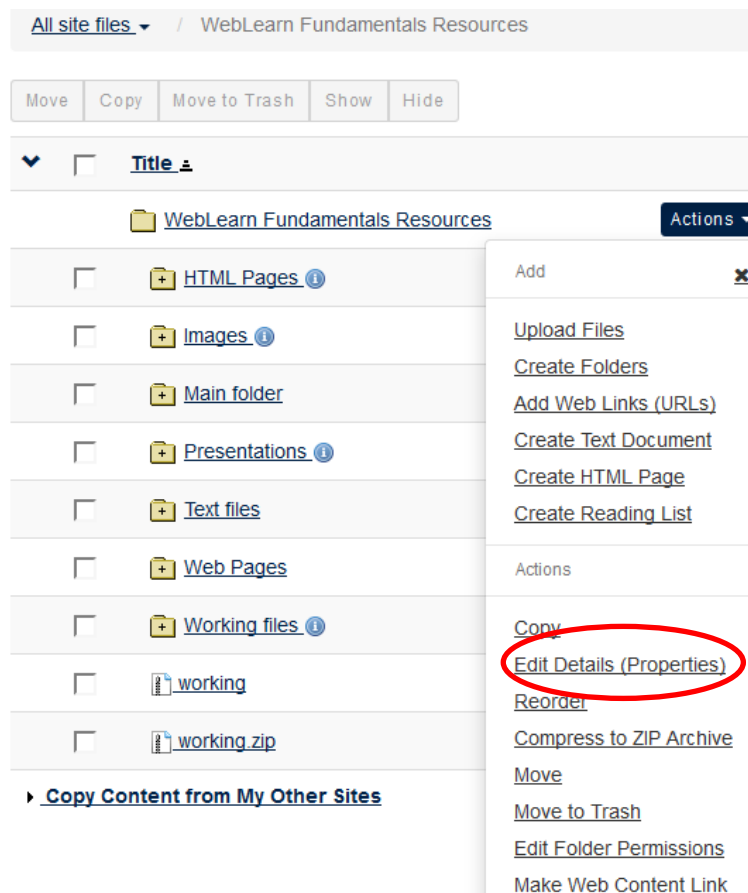 All site files / WebLearn Fundamentals Resources
Move Copy Move to Trash Show Hide
Title
WebLearn Fundamentals Resources Actions
HTML Pages
Images
Main folder
Presentations
Text files
Web Pages
Working files
working
working.zip
Copy Content from My Other Sites
Add
Upload Files
Create Folders
Add Web Links (URLs)
Create Text Document
Create HTML Page
Create Reading List
Actions
Copy
Edit Details (Properties)
Reorder
Compress to ZIP Archive
Move
Move to Trash
Edit Folder Permissions
Make Web Content Link